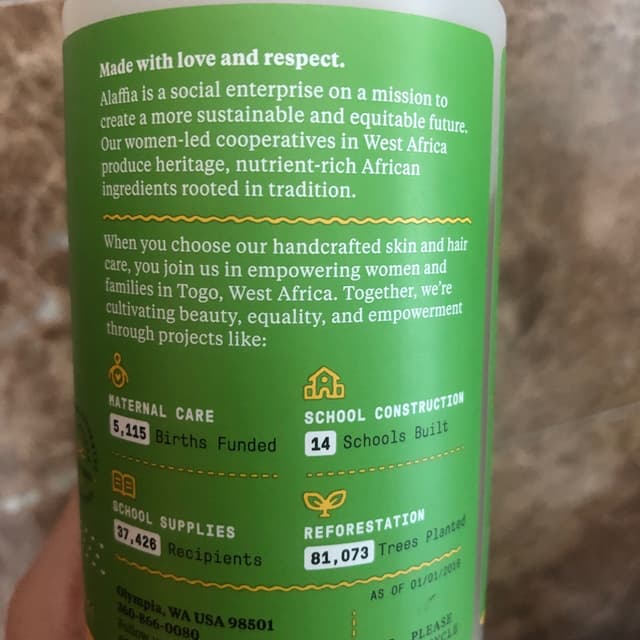 Made with love and respect.
Alaffia is a social enterprise on a mission to
create a more sustainable and equitable future.
Our women-led cooperatives in West Africa
produce heritage, nutrient-rich African
ingredients rooted in tradition.
When you choose our handcrafted skin and hair
care, you join us in empowering women and
families in Togo, West Africa. Together, we're
cultivating beauty, equality, and empowerment
through projects like:
MATERNAL CARE
5,115 Births Funded
SCHOOL CONSTRUCTION
14 Schools Built
SCHOOL SUPPLIES
37,426 Recipients
REFORESTATION
81,073 Trees Planted
AS OF 01/01/2018
Olympia, WA USA 98501
360-866-0080
PLEASE